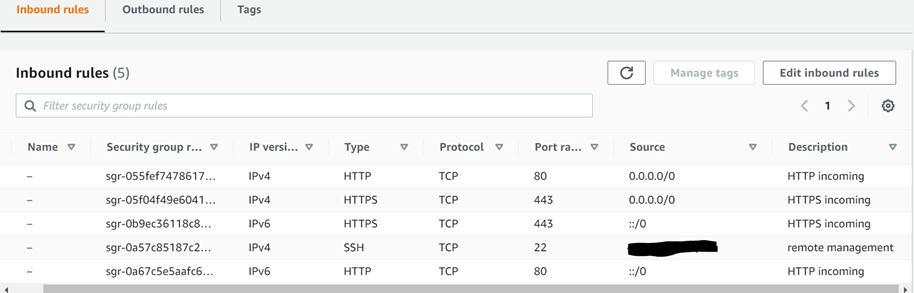 Inbound rules Outbound rules Tags
Inbound rules (5) Manage tags Edit inbound rules
Filter security group rules 1
Name Security group r... IP versi... Type Protocol Port ra... Source Description
– sgr-055fef7478617... IPv4 HTTP TCP 80 0.0.0.0/0 HTTP incoming
– sgr-05f04f49e6041... IPv4 HTTPS TCP 443 0.0.0.0/0 HTTPS incoming
– sgr-0b9ec36118c8... IPv6 HTTPS TCP 443 ::/0 HTTPS incoming
– sgr-0a57c85187c2... IPv4 SSH TCP 22 remote management
– sgr-0a67c5e5aafc6... IPv6 HTTP TCP 80 ::/0 HTTP incoming